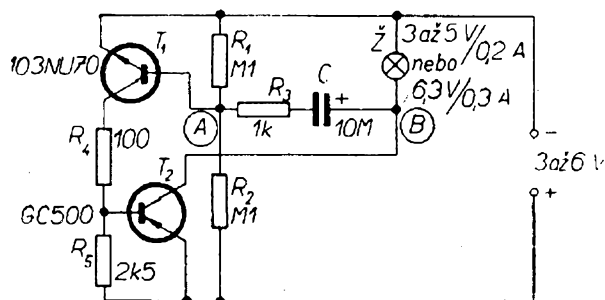 103NU70
T1
R1
M1
Ž
3až5V/0,2A
nebo
6,3V/0,3A
R3
1k
C
+
10M
A
B
R4
100
T2
R2
M1
GC500
R5
2k5
−
3až6 V
+